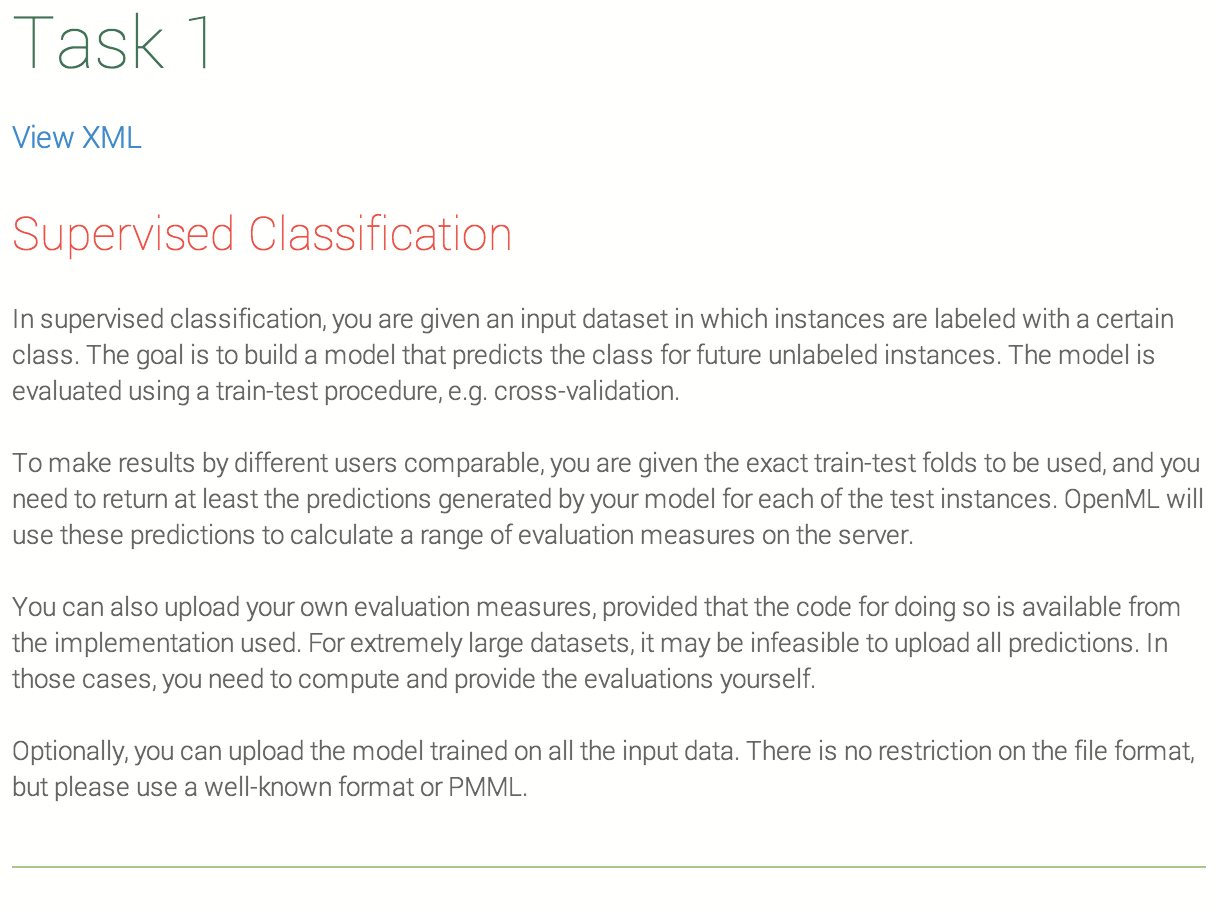 Task 1
View XML
Supervised Classification
In supervised classification, you are given an input dataset in which instances are labeled with a certain
class. The goal is to build a model that predicts the class for future unlabeled instances. The model is
evaluated using a train-test procedure, e.g. cross-validation.
To make results by different users comparable, you are given the exact train-test folds to be used, and you
need to return at least the predictions generated by your model for each of the test instances. OpenML will
use these predictions to calculate a range of evaluation measures on the server.
You can also upload your own evaluation measures, provided that the code for doing so is available from
the implementation used. For extremely large datasets, it may be infeasible to upload all predictions. In
those cases, you need to compute and provide the evaluations yourself.
Optionally, you can upload the model trained on all the input data. There is no restriction on the file format,
but please use a well-known format or PMML.